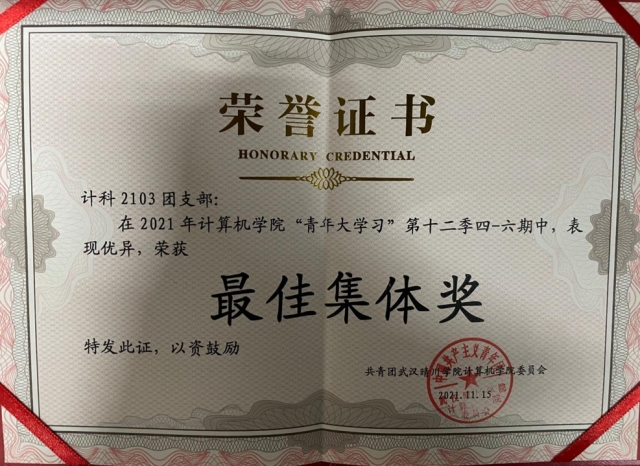 荣誉证书
HONORARY CREDENTIAL
计科2103团支部：
在2021年计算机学院“青年大学习”第十二季四-六期中，表
现优异，荣获
最佳集体奖
特发此证，以资鼓励
共青团武汉晴川学院计算机学院委员会
2021.11.15